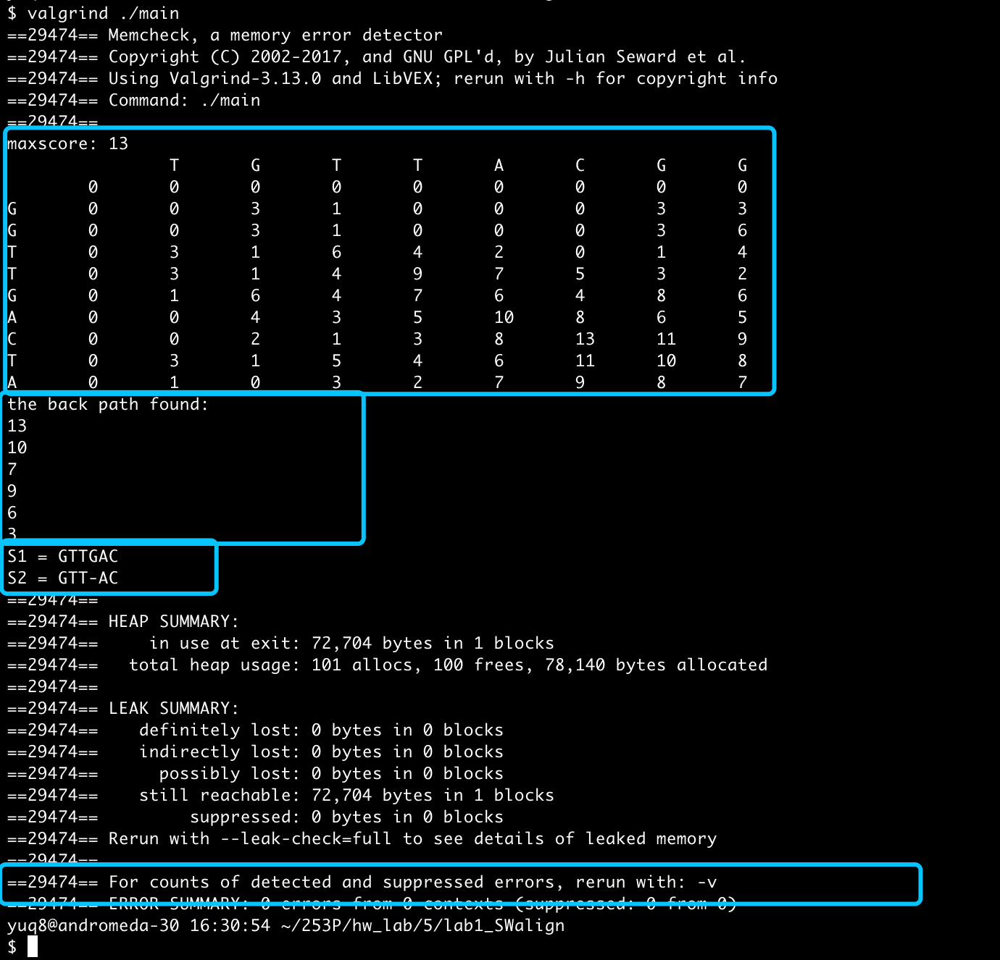 $ valgrind ./main
==29474== Memcheck, a memory error detector
==29474== Copyright (C) 2002-2017, and GNU GPL'd, by Julian Seward et al.
==29474== Using Valgrind-3.13.0 and LibVEX; rerun with -h for copyright info
==29474== Command: ./main
==29474==
maxscore: 13
T G T T A C G G
0 0 0 0 0 0 0 0 0
G 0 0 3 1 0 0 0 3 3
G 0 0 3 1 0 0 0 3 6
T 0 3 1 6 4 2 0 1 4
T 0 3 1 4 9 7 5 3 2
G 0 1 6 4 7 6 4 8 6
A 0 0 4 3 5 10 8 6 5
C 0 0 2 1 3 8 13 11 9
T 0 3 1 5 4 6 11 10 8
A 0 1 0 3 2 7 9 8 7
the back path found:
13
10
7
9
6
3
S1 = GTTGAC
S2 = GTT-AC
==29474==
==29474== HEAP SUMMARY:
==29474==     in use at exit: 72,704 bytes in 1 blocks
==29474==   total heap usage: 101 allocs, 100 frees, 78,140 bytes allocated
==29474==
==29474== LEAK SUMMARY:
==29474==    definitely lost: 0 bytes in 0 blocks
==29474==    indirectly lost: 0 bytes in 0 blocks
==29474==      possibly lost: 0 bytes in 0 blocks
==29474==    still reachable: 72,704 bytes in 1 blocks
==29474==         suppressed: 0 bytes in 0 blocks
==29474== Rerun with --leak-check=full to see details of leaked memory
==29474==
==29474== For counts of detected and suppressed errors, rerun with: -v
==29474== ERROR SUMMARY: 0 errors from 0 contexts (suppressed: 0 from 0)
yuq8@andromeda-30 16:30:54 ~/253P/hw_lab/5/lab1_SWalign
$